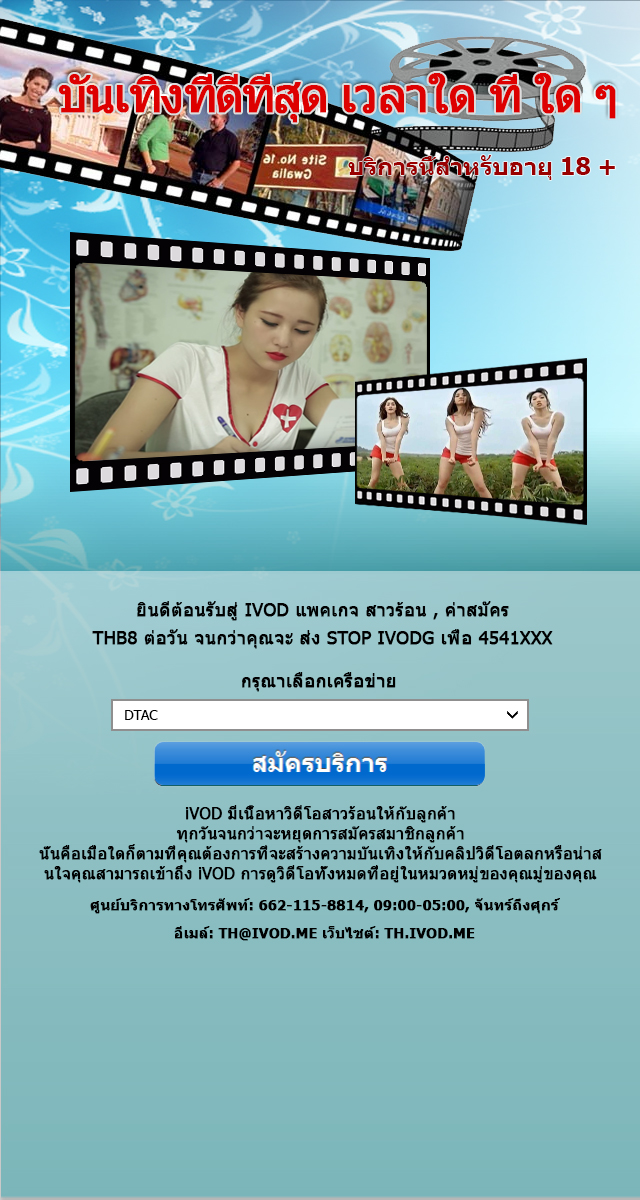 บันเทิงที่ดีที่สุด เวลาใด ที่ ใด ๆ
บริการนี้สำหรับอายุ 18 +
Site No.16
Gwalia
ยินดีต้อนรับสู่ IVOD แพคเกจ สาวร้อน , ค่าสมัคร
THB8 ต่อวัน จนกว่าคุณจะ ส่ง STOP IVODG เพื่อ 4541XXX
กรุณาเลือกเครือข่าย
DTAC
สมัครบริการ
iVOD มีเนื้อหาวิดีโอสาวร้อนให้กับลูกค้า
ทุกวันจนกว่าจะหยุดการสมัครสมาชิกลูกค้า
นั่นคือเมื่อใดก็ตามที่คุณต้องการที่จะสร้างความบันเทิงให้กับคลิปวิดีโอตลกหรือน่าส
นใจคุณสามารถเข้าถึง iVOD การดูวิดีโอทั้งหมดที่อยู่ในหมวดหมู่ของคุณมู่ของคุณ
ศูนย์บริการทางโทรศัพท์: 662-115-8814, 09:00-05:00, จันทร์ถึงศุกร์
อีเมล์: TH@IVOD.ME เว็บไซต์: TH.IVOD.ME